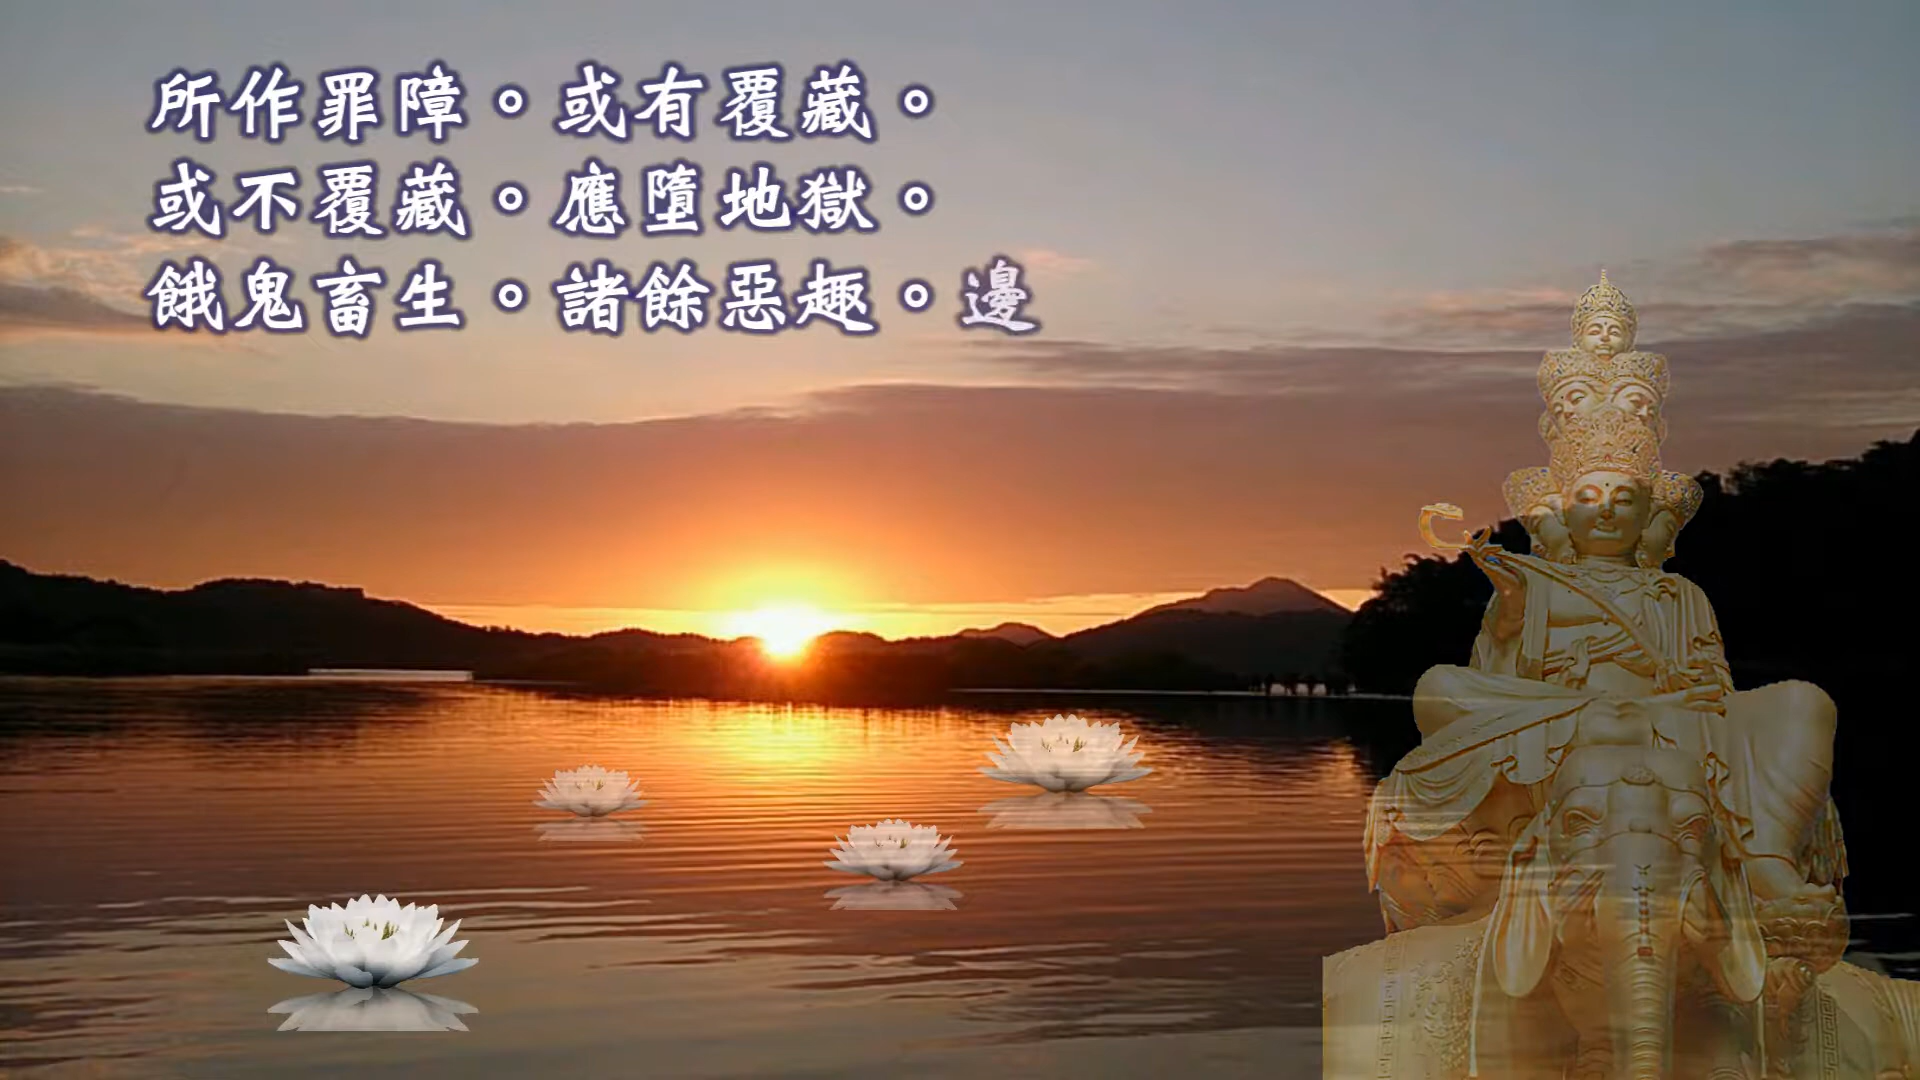 所作罪障。或有覆藏。
或不覆藏。應墮地獄。
餓鬼畜生。諸餘惡趣。邊